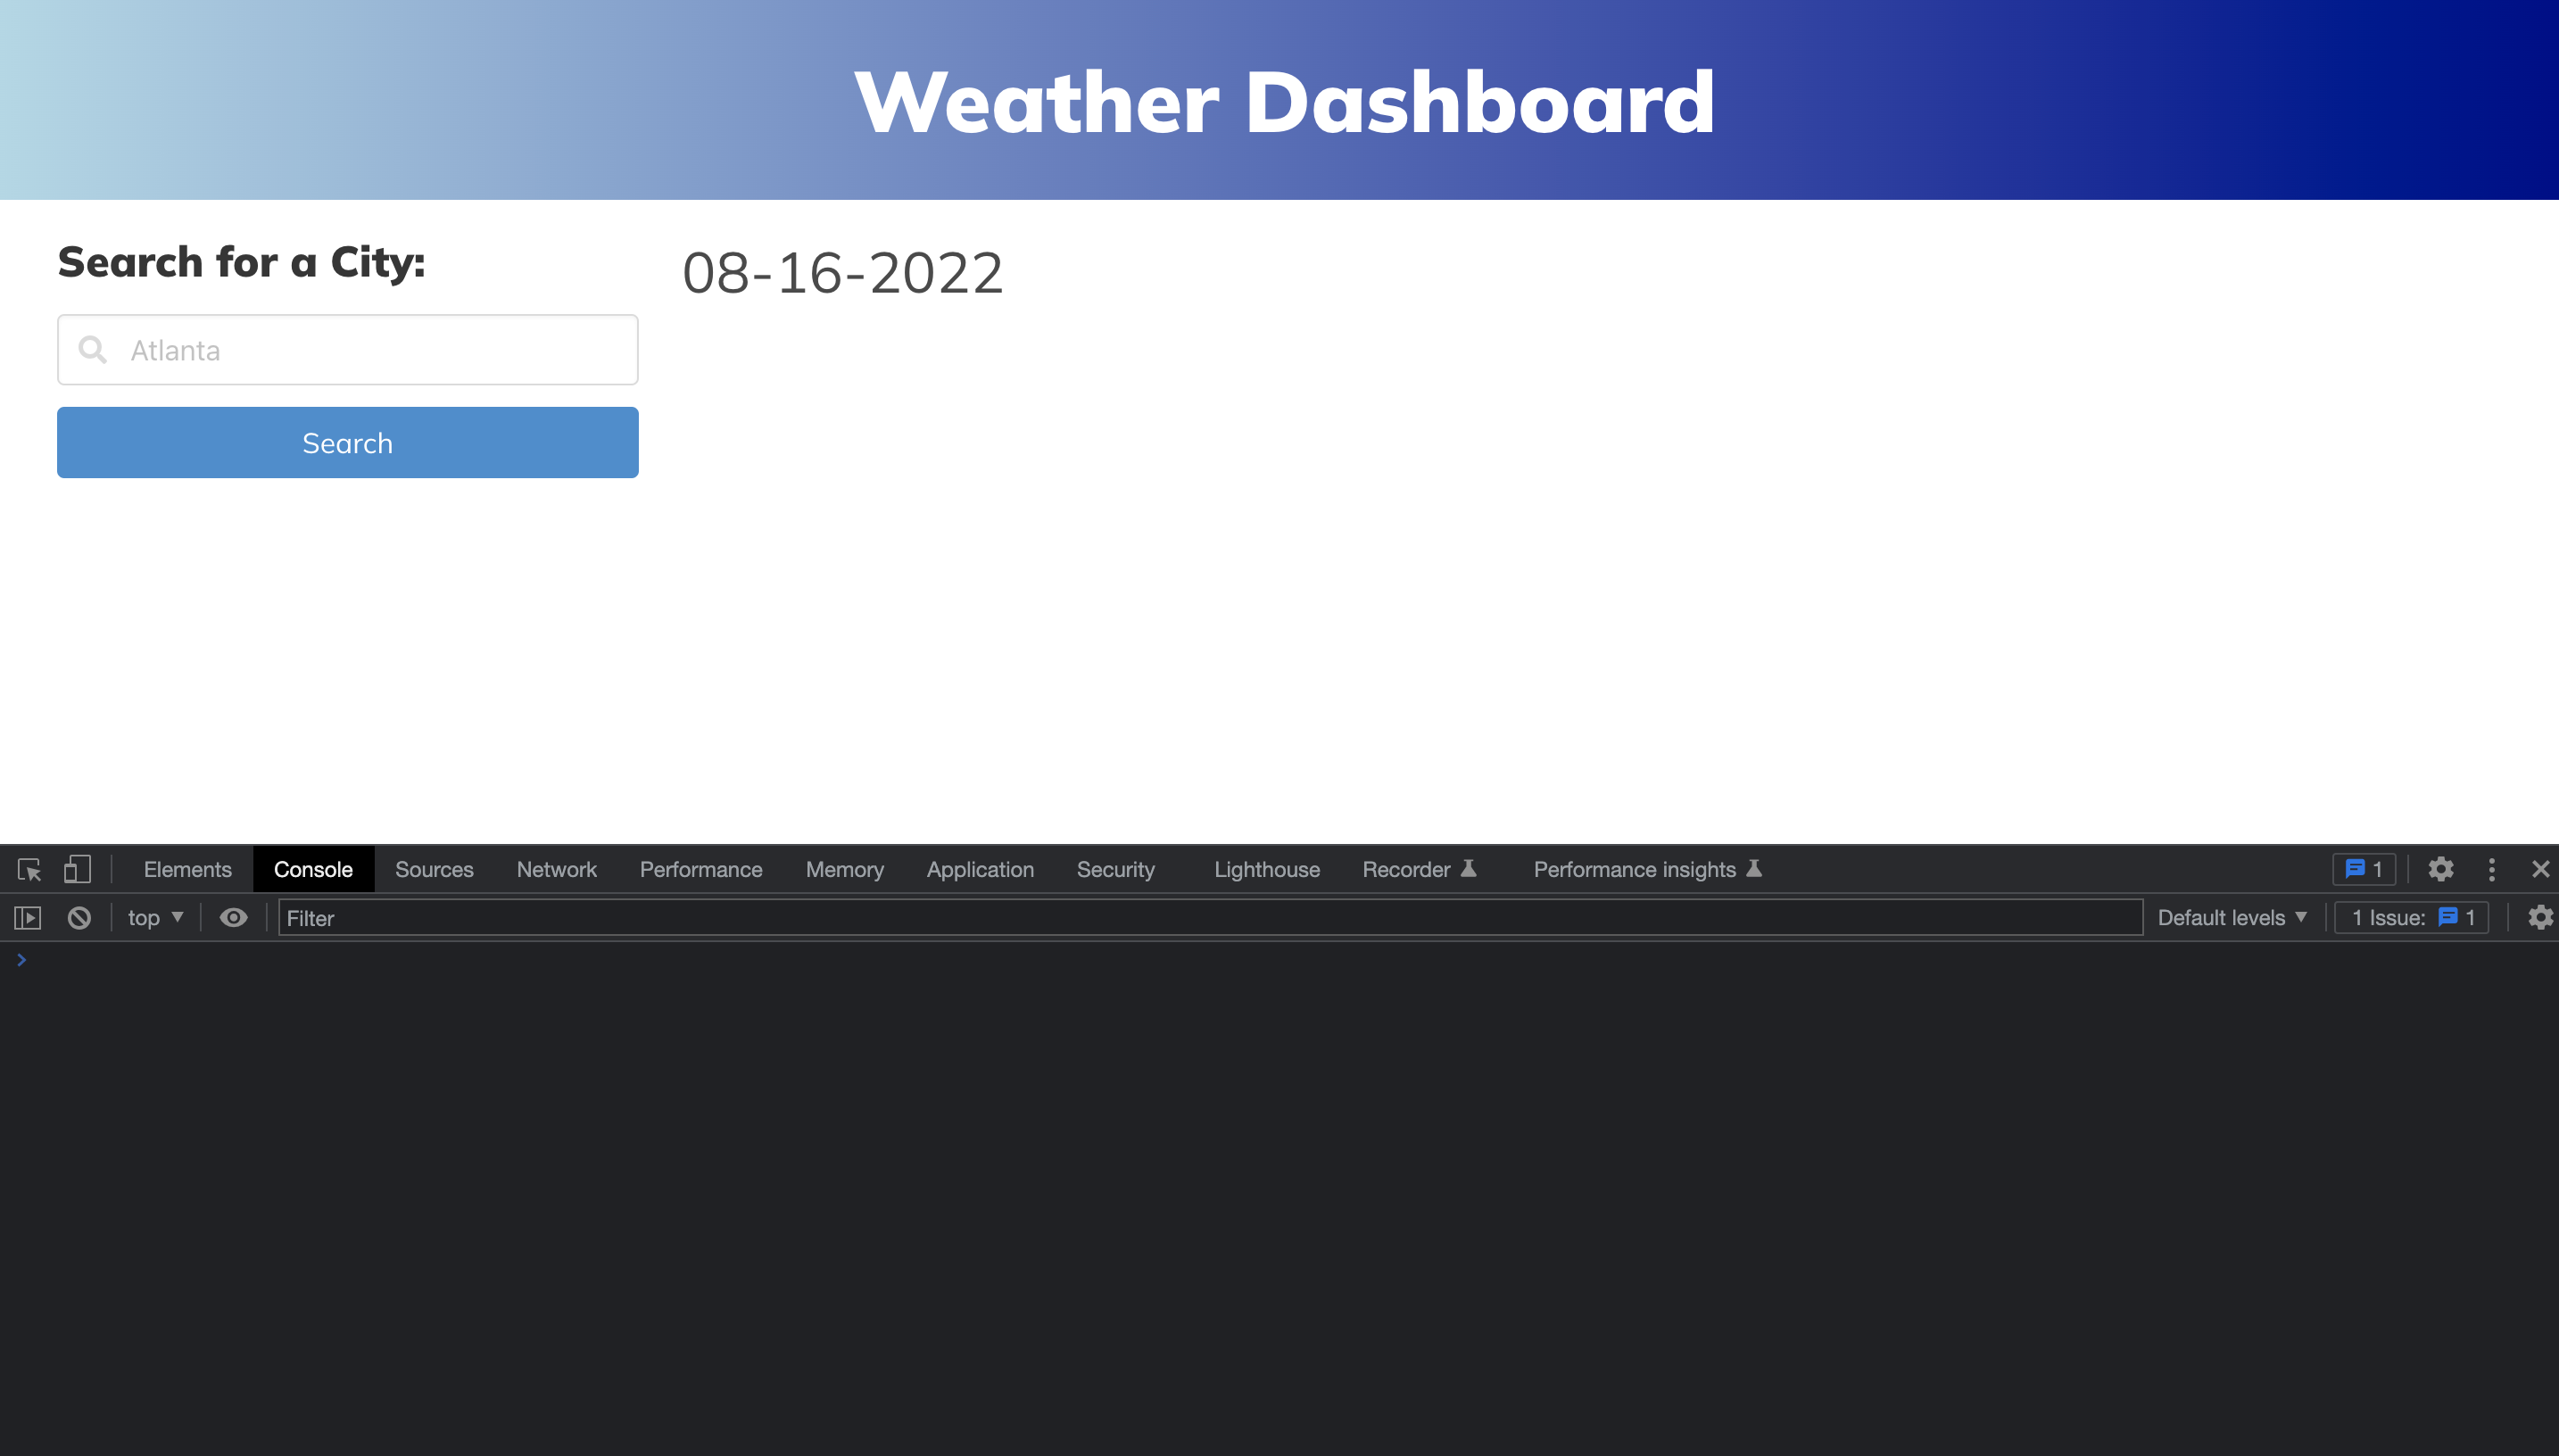 Weather Dashboard
Search for a City:
08-16-2022
Atlanta
Search
Elements Console Sources Network Performance Memory Application Security Lighthouse Recorder Performance insights 1
top Filter Default levels 1 Issue: 1